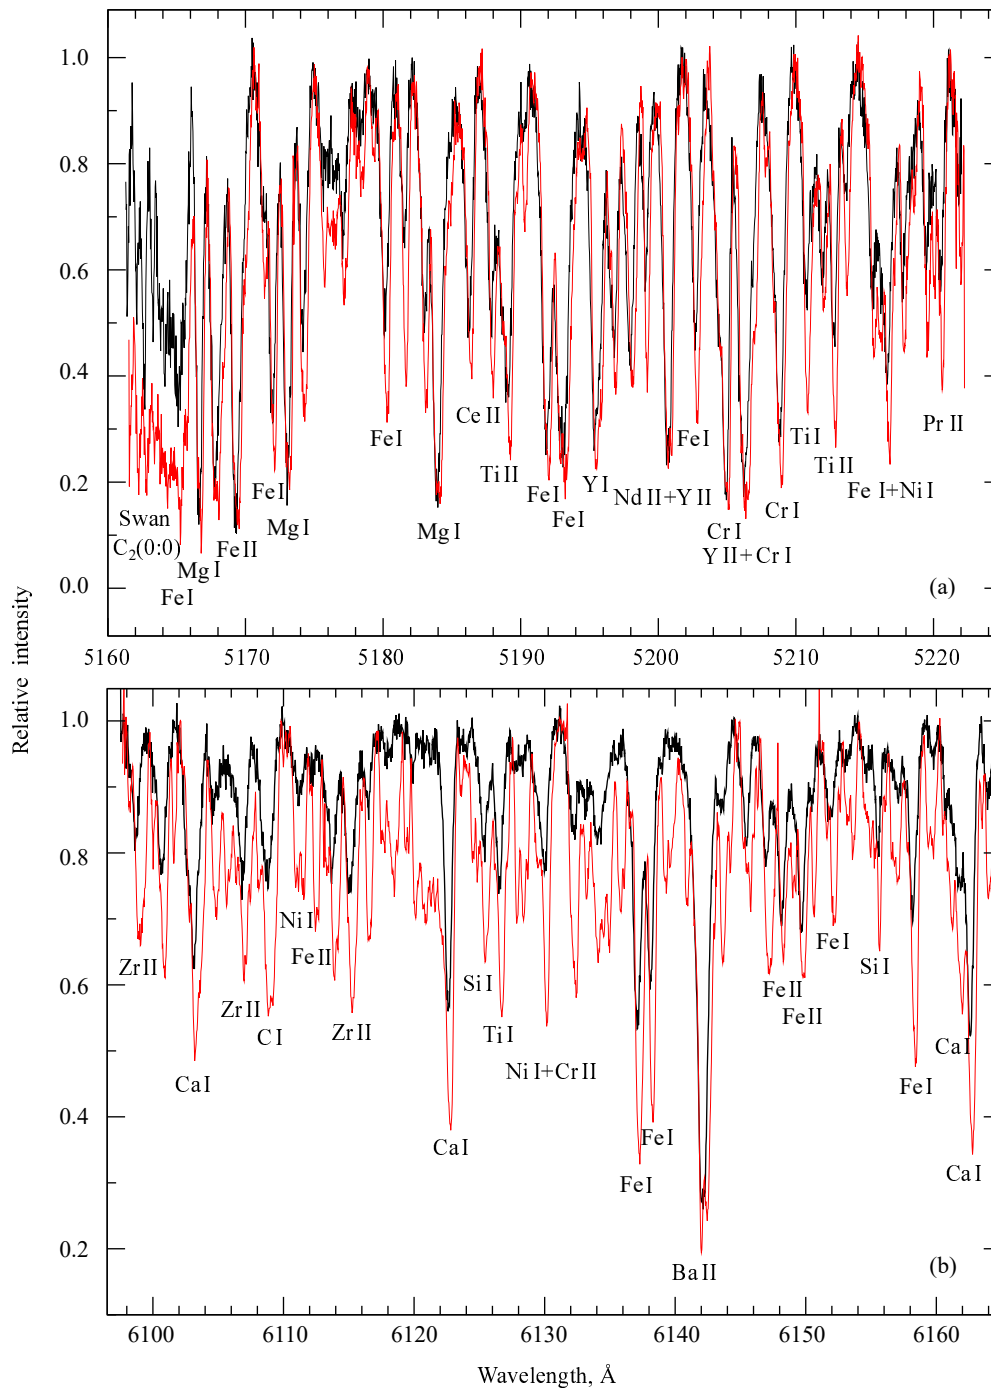 1.0
0.8
0.6
0.4
0.2
0.0
Relative intensity
Swan
C₂(0:0)
Fe I
Mg I
Fe II
Fe I
Mg I
Fe I
Mg I
Ce II
Ti II
Fe I
Fe I
Y I
Nd II+Y II
Fe I
Cr I
Y II+Cr I
Cr I
Ti I
Ti II
Fe I+Ni I
Pr II
(a)
5160 5170 5180 5190 5200 5210 5220
1.0
0.8
0.6
0.4
0.2
Zr II
Ca I
Zr II
C I
Ni I
Fe II
Zr II
Ca I
Si I
Ti I
Ni I+Cr II
Fe I
Fe I
Ba II
Fe II
Fe II
Fe I
Si I
Fe I
Ca I
Ca I
(b)
6100 6110 6120 6130 6140 6150 6160
Wavelength, Å